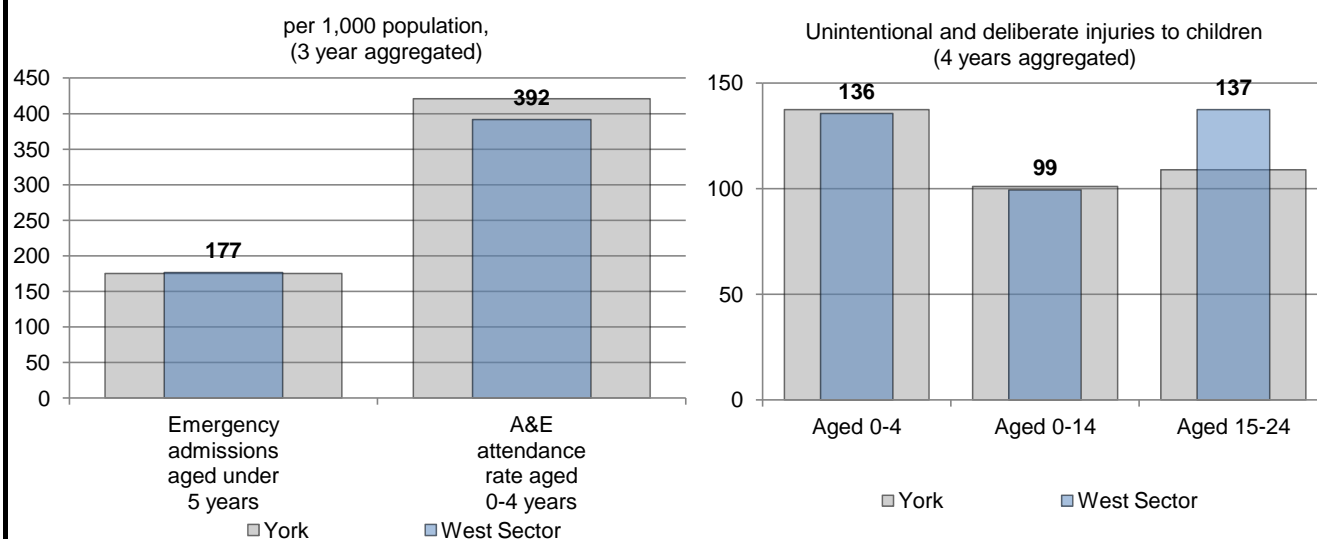 per 1,000 population,
(3 year aggregated)
450
400
350
300
250
200
150
100
50
0
392
177
Emergency
admissions
aged under
5 years
A&E
attendance
rate aged
0-4 years
York
West Sector
Unintentional and deliberate injuries to children
(4 years aggregated)
150
100
50
0
136
99
137
Aged 0-4
Aged 0-14
Aged 15-24
York
West Sector